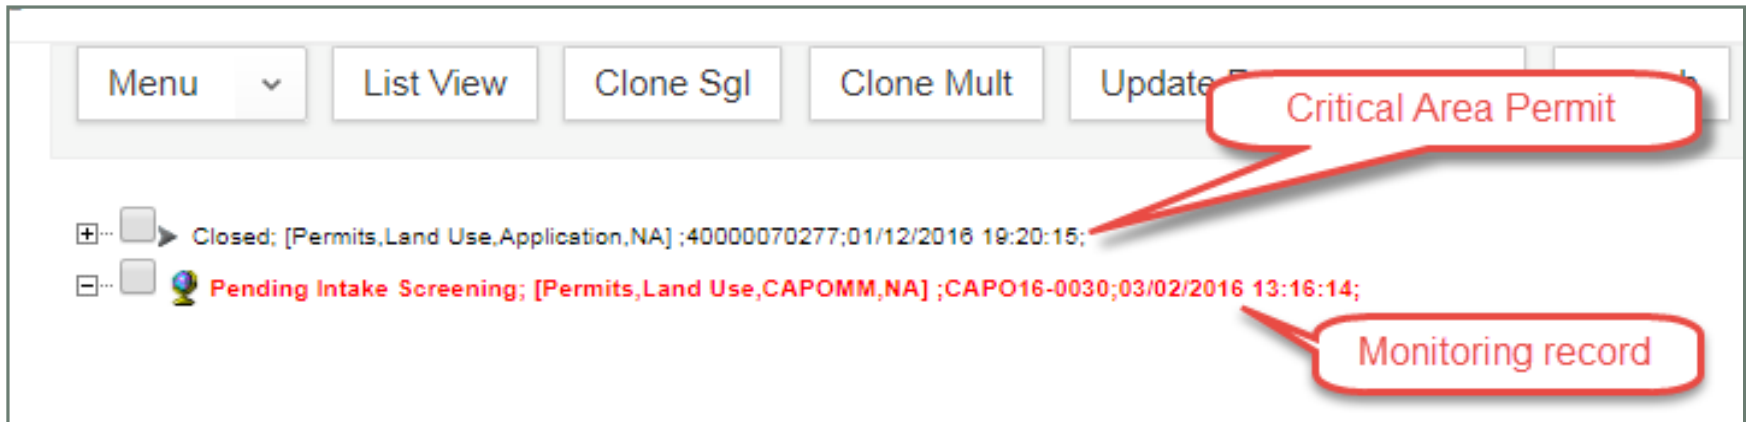 Menu List View Clone Sgl Clone Mult Update
Critical Area Permit
Closed; [Permits,Land Use,Application,NA] ;40000070277;01/12/2016 19:20:15;
Pending Intake Screening; [Permits,Land Use,CAPOMM,NA] ;CAPO16-0030;03/02/2016 13:16:14;
Monitoring record